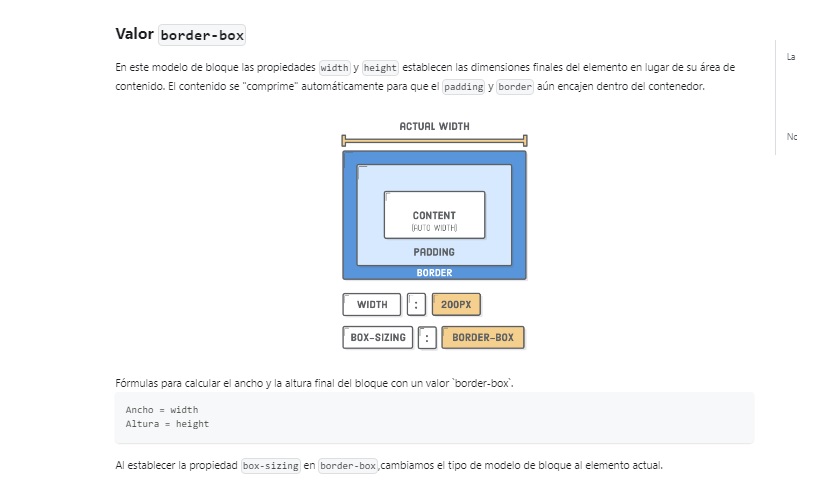 Valor border-box
En este modelo de bloque las propiedades width y height establecen las dimensiones finales del elemento en lugar de su área de
contenido. El contenido se "comprime" automáticamente para que el padding y border aún encajen dentro del contenedor.
La
No
ACTUAL WIDTH
CONTENT
(AUTO WIDTH)
PADDING
BORDER
WIDTH : 200PX
BOX-SIZING : BORDER-BOX
Fórmulas para calcular el ancho y la altura final del bloque con un valor `border-box`.
Ancho = width
Altura = height
Al establecer la propiedad box-sizing en border-box,cambiamos el tipo de modelo de bloque al elemento actual.